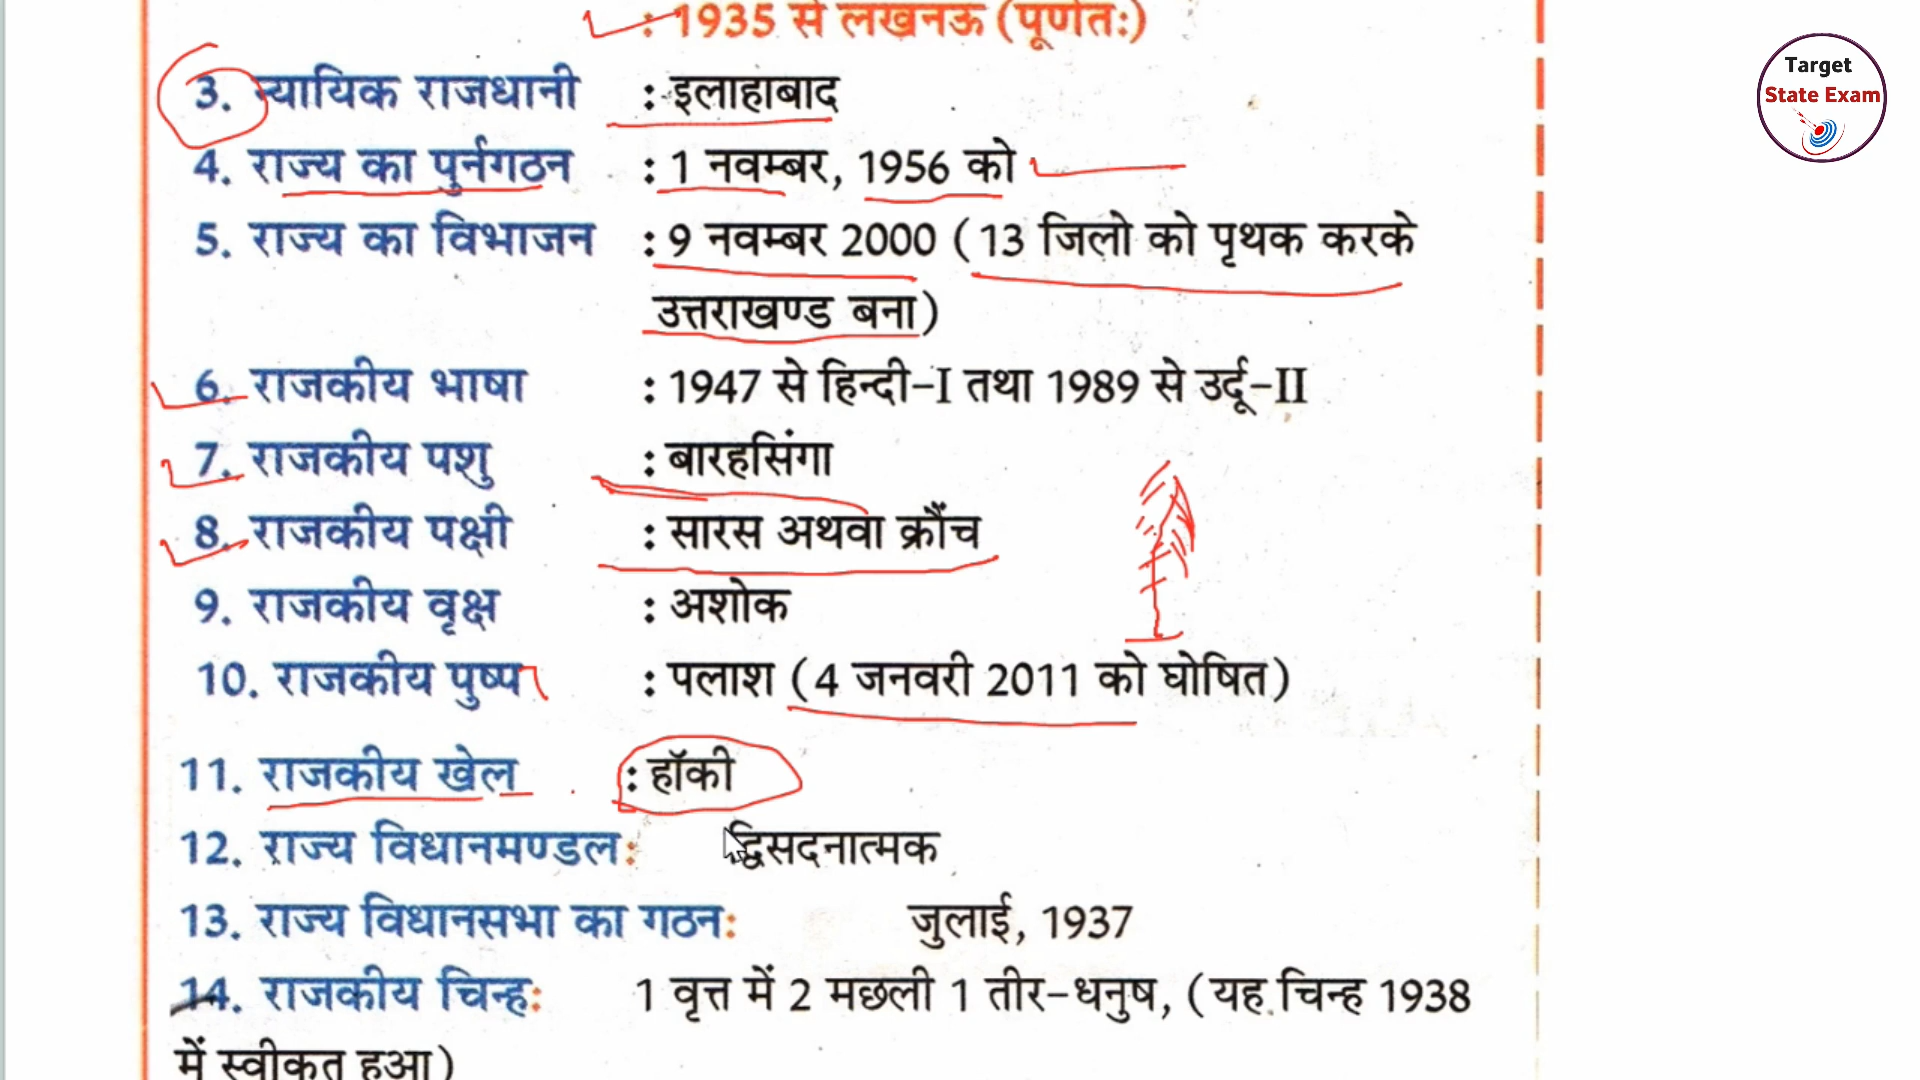 : 1935 से लखनऊ (पूर्णतः)
3. न्यायिक राजधानी : इलाहाबाद
4. राज्य का पुर्नगठन : 1 नवम्बर, 1956 को
5. राज्य का विभाजन : 9 नवम्बर 2000 (13 जिलो को पृथक करके
उत्तराखण्ड बना)
6. राजकीय भाषा : 1947 से हिन्दी-I तथा 1989 से उर्दू-II
7. राजकीय पशु : बारहसिंगा
8. राजकीय पक्षी : सारस अथवा क्रौंच
9. राजकीय वृक्ष : अशोक
10. राजकीय पुष्प : पलाश (4 जनवरी 2011 को घोषित)
11. राजकीय खेल : हॉकी
12. राज्य विधानमण्डल: द्विसदनात्मक
13. राज्य विधानसभा का गठन: जुलाई, 1937
14. राजकीय चिन्ह: 1 वृत्त में 2 मछली 1 तीर-धनुष, (यह चिन्ह 1938
में स्वीकृत हुआ)
Target
State Exam